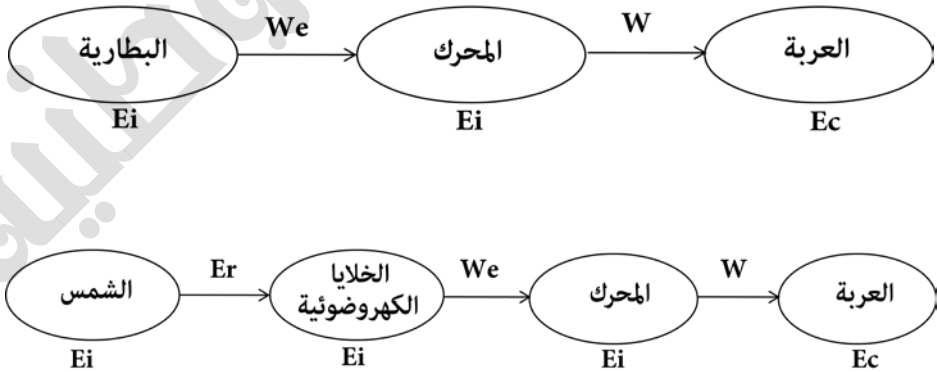 We W
البطارية المحرك العربة
Ei Ei Ec
Er We W
الشمس الخلايا الكهروضوئية المحرك العربة
Ei Ei Ei Ec